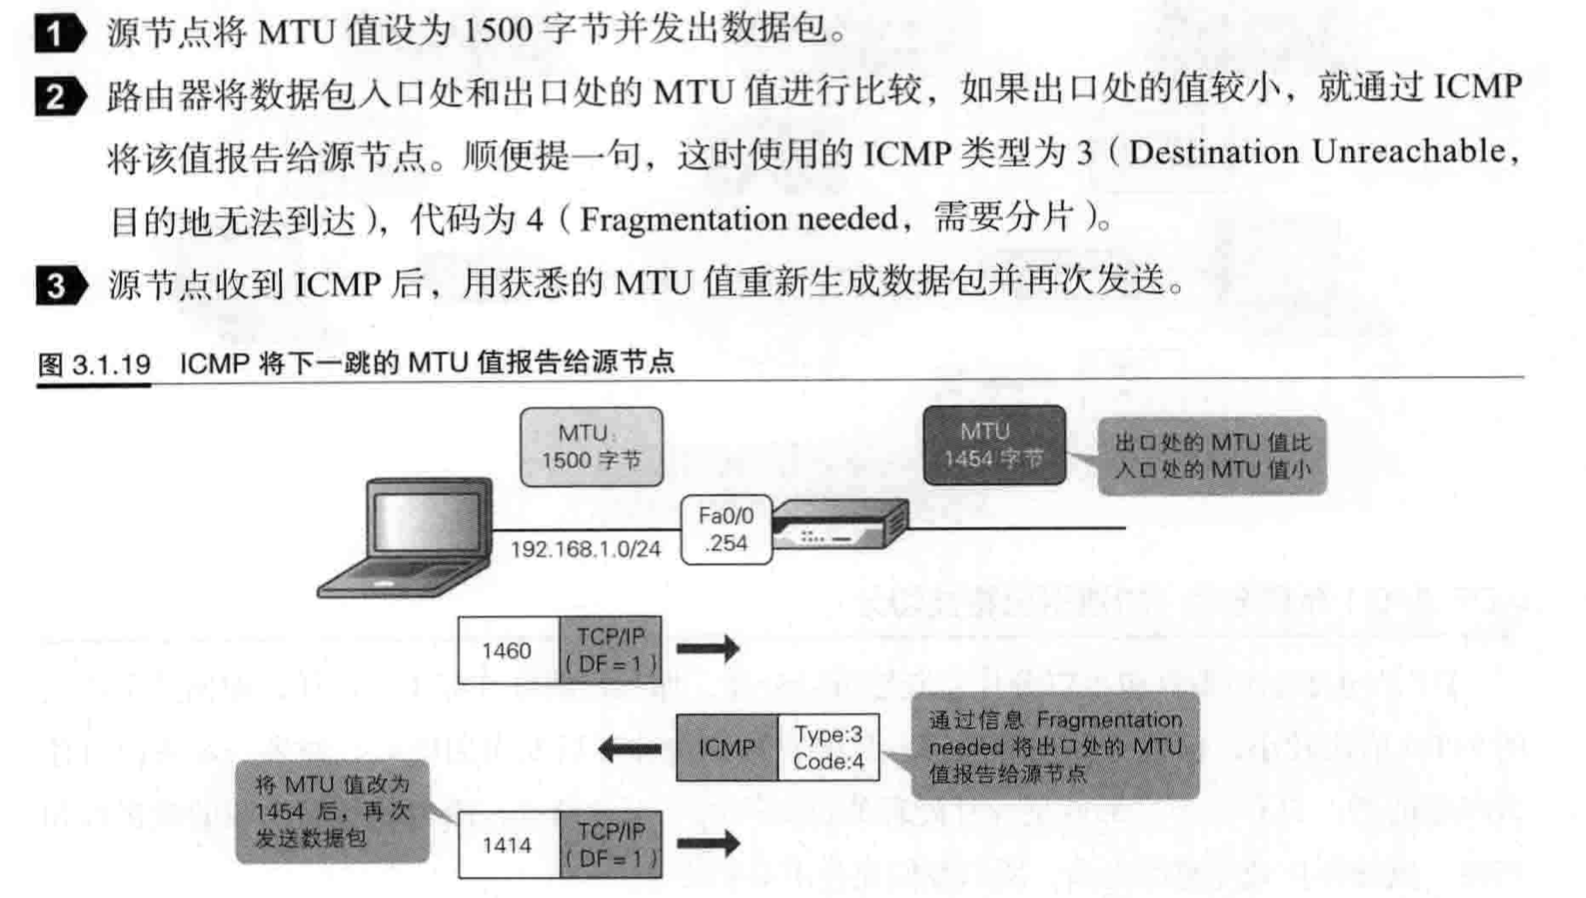 1 源节点将 MTU 值设为 1500 字节并发出数据包。
2 路由器将数据包入口处和出口处的 MTU 值进行比较，如果出口处的值较小，就通过 ICMP
将该值报告给源节点。顺便提一句，这时使用的 ICMP 类型为 3（Destination Unreachable，
目的地无法到达），代码为 4（Fragmentation needed，需要分片）。
3 源节点收到 ICMP 后，用获悉的 MTU 值重新生成数据包并再次发送。
图 3.1.19 ICMP 将下一跳的 MTU 值报告给源节点
MTU:
1500 字节
MTU
1454 字节
出口处的 MTU 值比
入口处的 MTU 值小
Fa0/0
.254
192.168.1.0/24
1460
TCP/IP
(DF=1)
ICMP
Type:3
Code:4
通过信息 Fragmentation
needed 将出口处的 MTU
值报告给源节点
将 MTU 值改为
1454 后，再次
发送数据包
1414
TCP/IP
(DF=1)